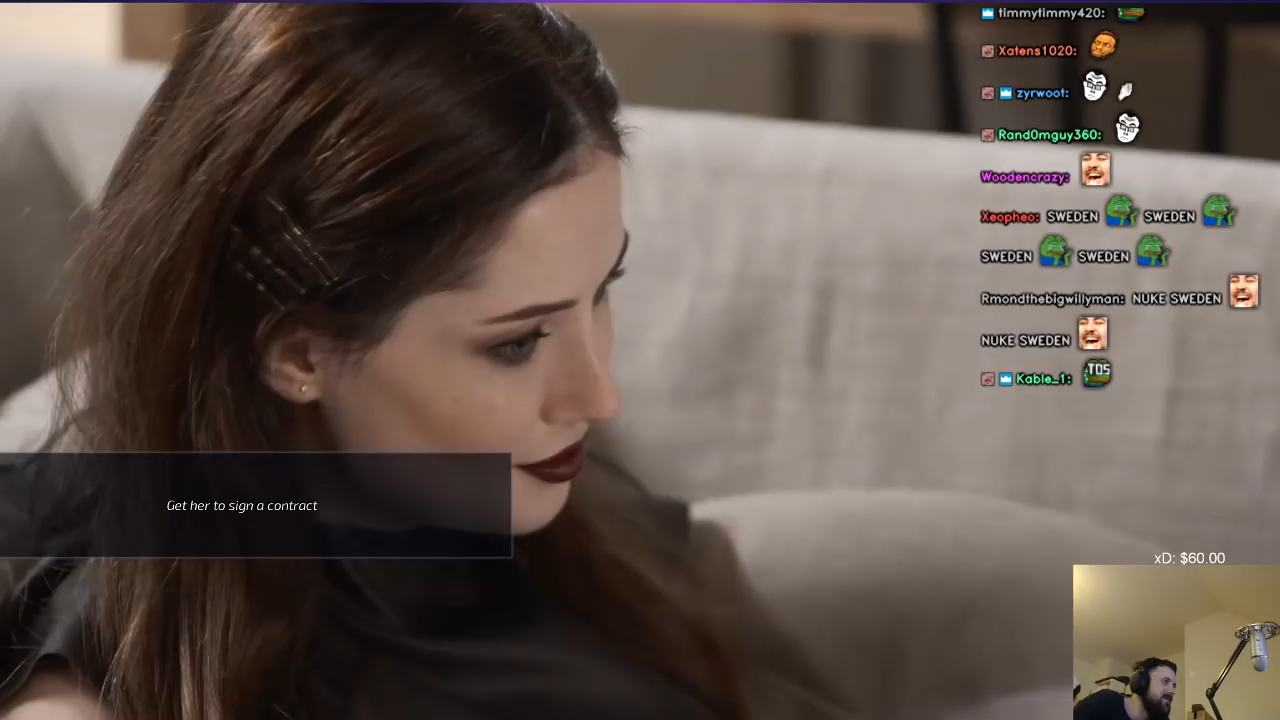 timmytimmy420:
Xatens1020:
zyrwoot:
Rand0mguy360:
Woodencrazy:
Xeopheo: SWEDEN SWEDEN
SWEDEN SWEDEN
Rmondthebigwillyman: NUKE SWEDEN
NUKE SWEDEN
Kable_1: TOS
Get her to sign a contract
xD: $60.00